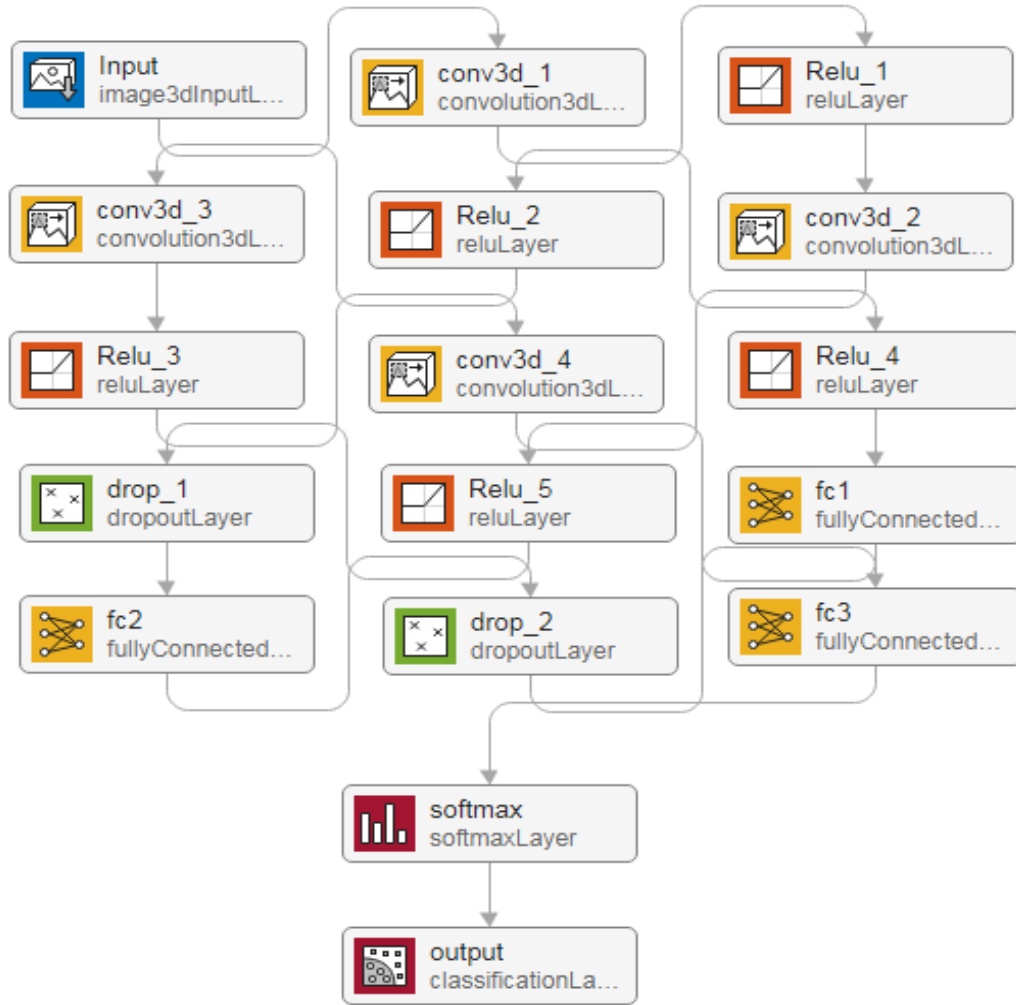 Input
image3dInputL...
conv3d_1
convolution3dL...
Relu_1
reluLayer
conv3d_3
convolution3dL...
Relu_2
reluLayer
conv3d_2
convolution3dL...
Relu_3
reluLayer
conv3d_4
convolution3dL...
Relu_4
reluLayer
drop_1
dropoutLayer
Relu_5
reluLayer
fc1
fullyConnected...
fc2
fullyConnected...
drop_2
dropoutLayer
fc3
fullyConnected...
softmax
softmaxLayer
output
classificationLa...